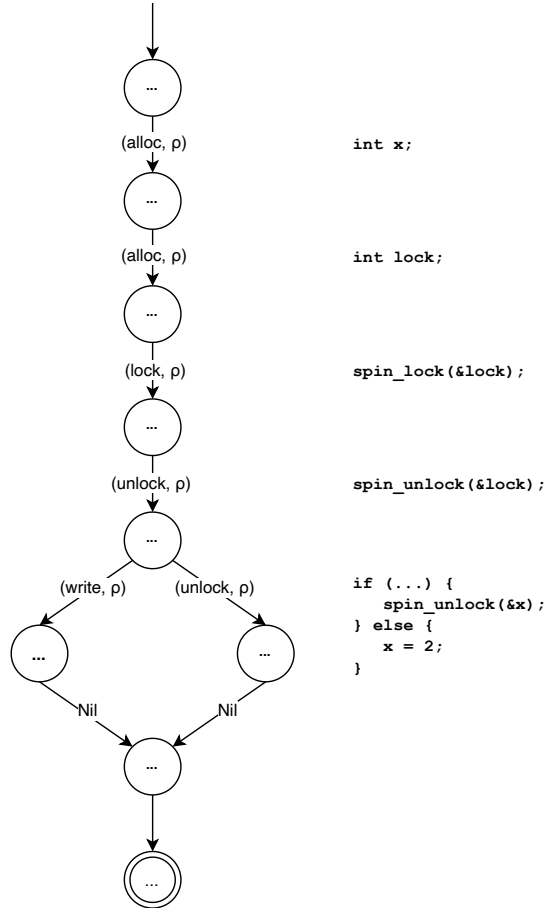 ...
(alloc, ρ)
int x;
...
(alloc, ρ)
int lock;
...
(lock, ρ)
spin_lock(&lock);
...
(unlock, ρ)
spin_unlock(&lock);
...
(write, ρ)
(unlock, ρ)
if (...) {
spin_unlock(&x);
} else {
x = 2;
}
...
...
Nil
Nil
...
...